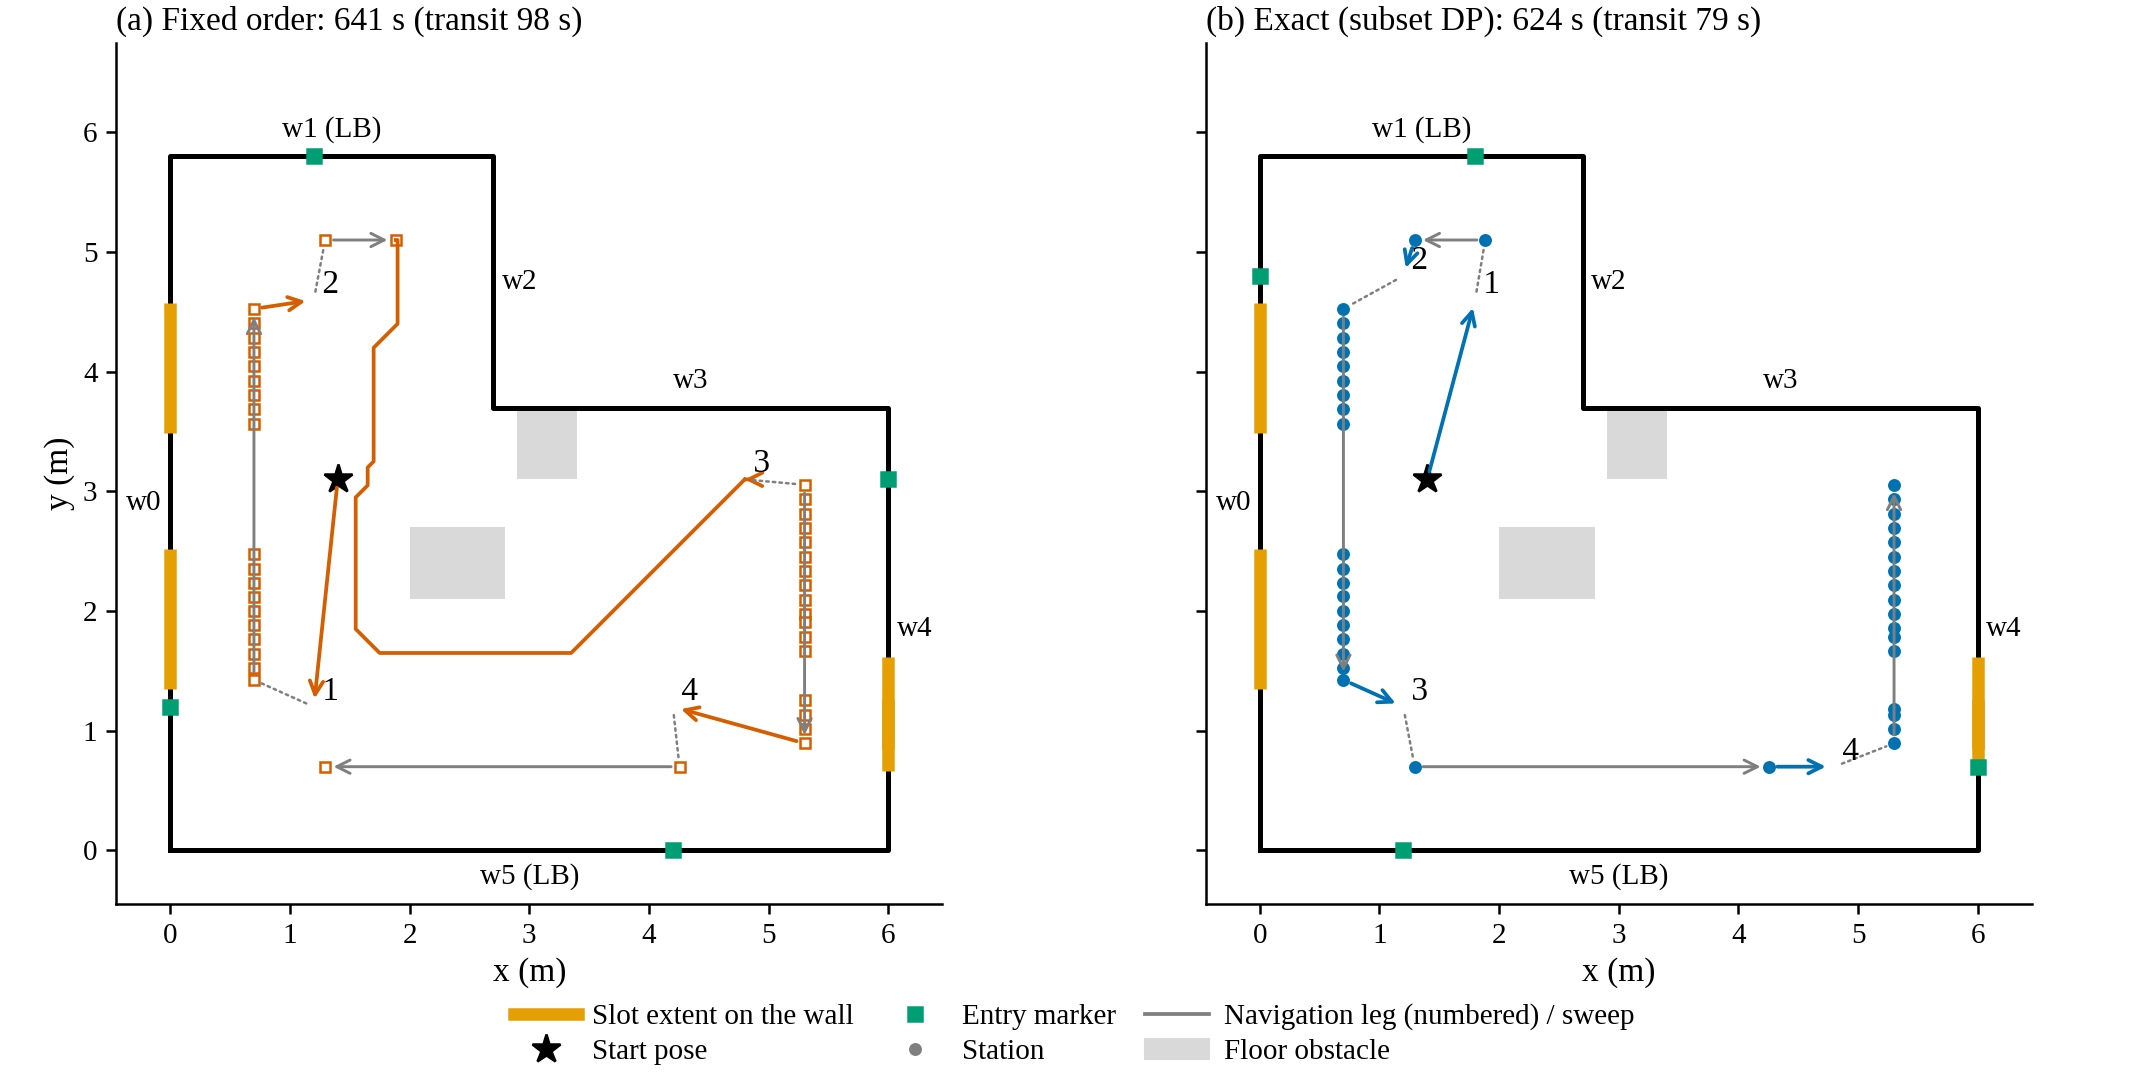 (a) Fixed order: 641 s (transit 98 s)
w1 (LB)
w2
w3
w0
w4
w5 (LB)
1
2
3
4
y (m)
6
5
4
3
2
1
0
0 1 2 3 4 5 6
x (m)
(b) Exact (subset DP): 624 s (transit 79 s)
w1 (LB)
w2
w3
w0
w4
w5 (LB)
1
2
3
4
0 1 2 3 4 5 6
x (m)
Slot extent on the wall
Start pose
Entry marker
Station
Navigation leg (numbered) / sweep
Floor obstacle